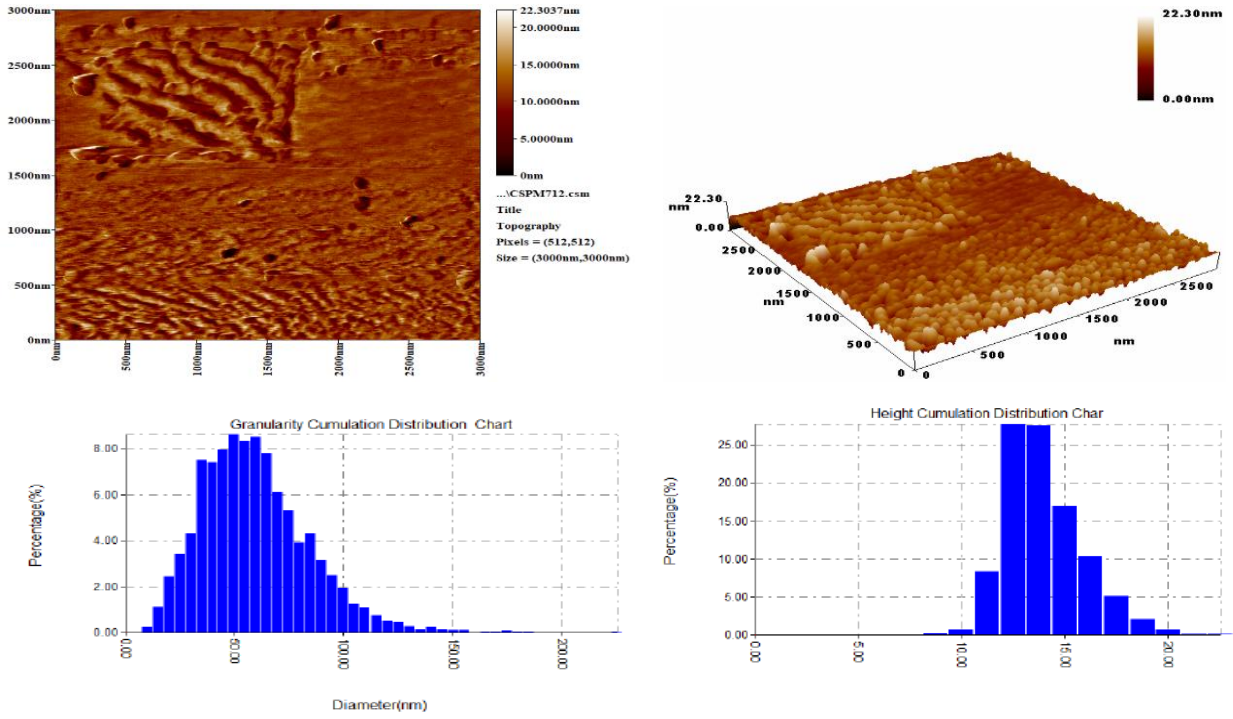 3000nm
2500nm
2000nm
1500nm
1000nm
500nm
0nm
0nm
500nm
1000nm
1500nm
2000nm
2500nm
3000nm
22.3037nm
20.0000nm
15.0000nm
10.0000nm
5.0000nm
0nm
...\CSPM712.csm
Title
Topography
Pixels = (512,512)
Size = (3000nm,3000nm)
22.30nm
0.00nm
22.30
nm
0.00
2500
2000
nm
1500
1000
500
0
0
500
1000
nm
1500
2000
2500
Granularity Cumulation Distribution Chart
Percentage(%)
8.00
6.00
4.00
2.00
0.00
0.00
50.00
100.00
150.00
200.00
Diameter(nm)
Height Cumulation Distribution Char
Percentage(%)
25.00
20.00
15.00
10.00
5.00
0.00
0.00
5.00
10.00
15.00
20.00